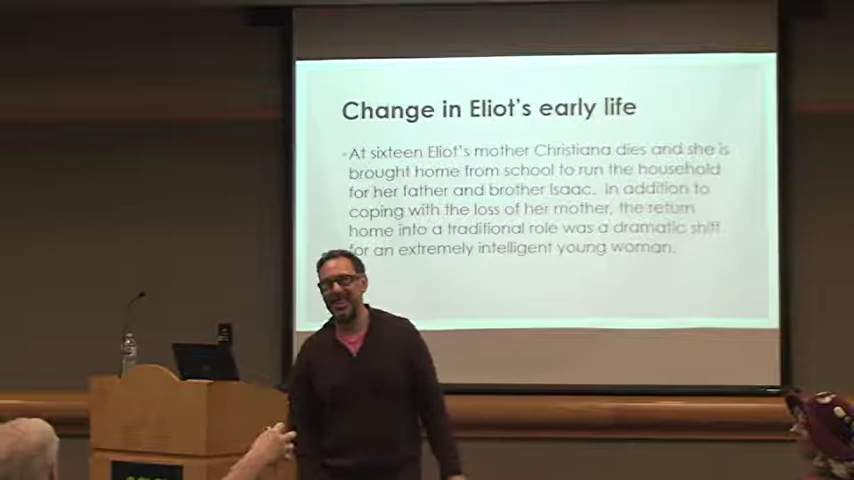 Change in Eliot's early life
At sixteen Eliot's mother Christiana dies and she is
brought home from school to run the household
for her father and brother Isaac. In addition to
coping with the loss of her mother, the return
home into a traditional role was a dramatic shift
for an extremely intelligent young woman.